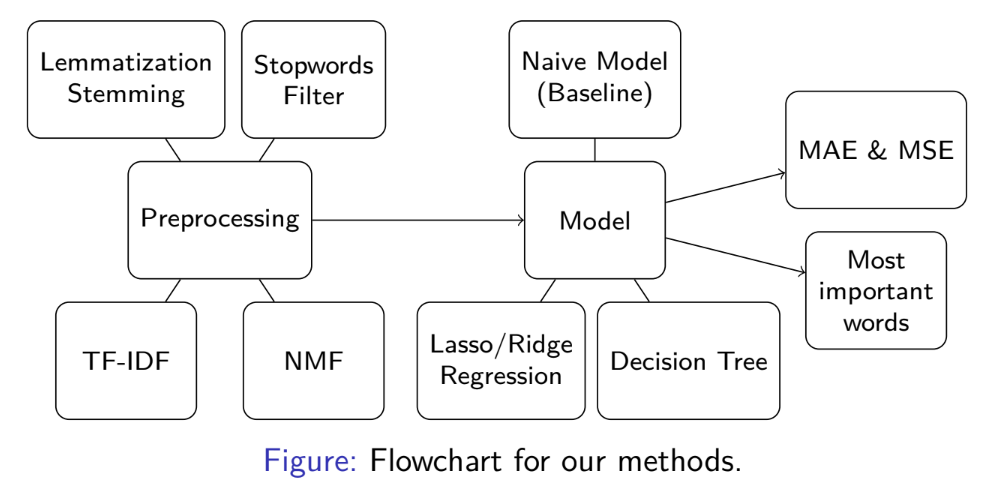 Lemmatization
Stemming
Stopwords
Filter
Naive Model
(Baseline)
MAE & MSE
Preprocessing
Model
Most
important
words
TF-IDF
NMF
Lasso/Ridge
Regression
Decision Tree
Figure: Flowchart for our methods.